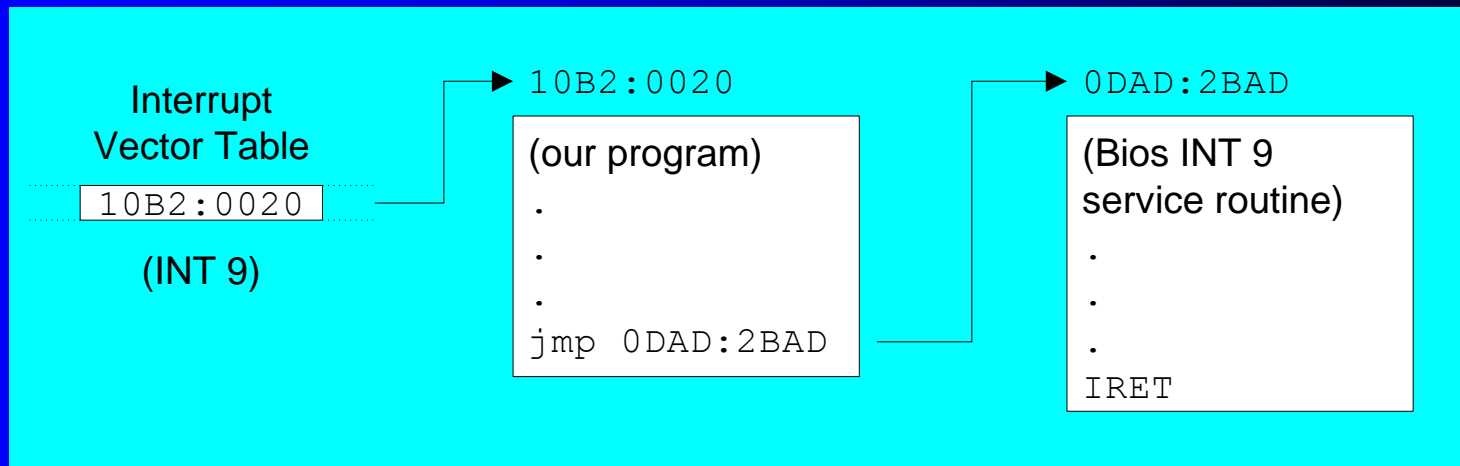 Interrupt
Vector Table
10B2:0020
(INT 9)
10B2:0020
(our program)
.
.
.
jmp 0DAD:2BAD
0DAD:2BAD
(Bios INT 9
service routine)
.
.
.
IRET